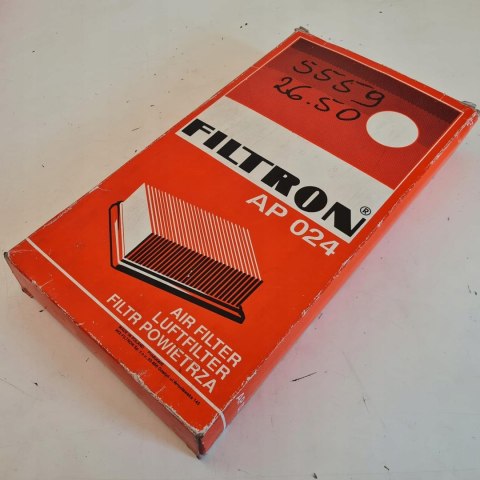 5559
26.50
FILTRON®
AP 024
AIR FILTER
LUFTFILTER
FILTR POWIETRZA